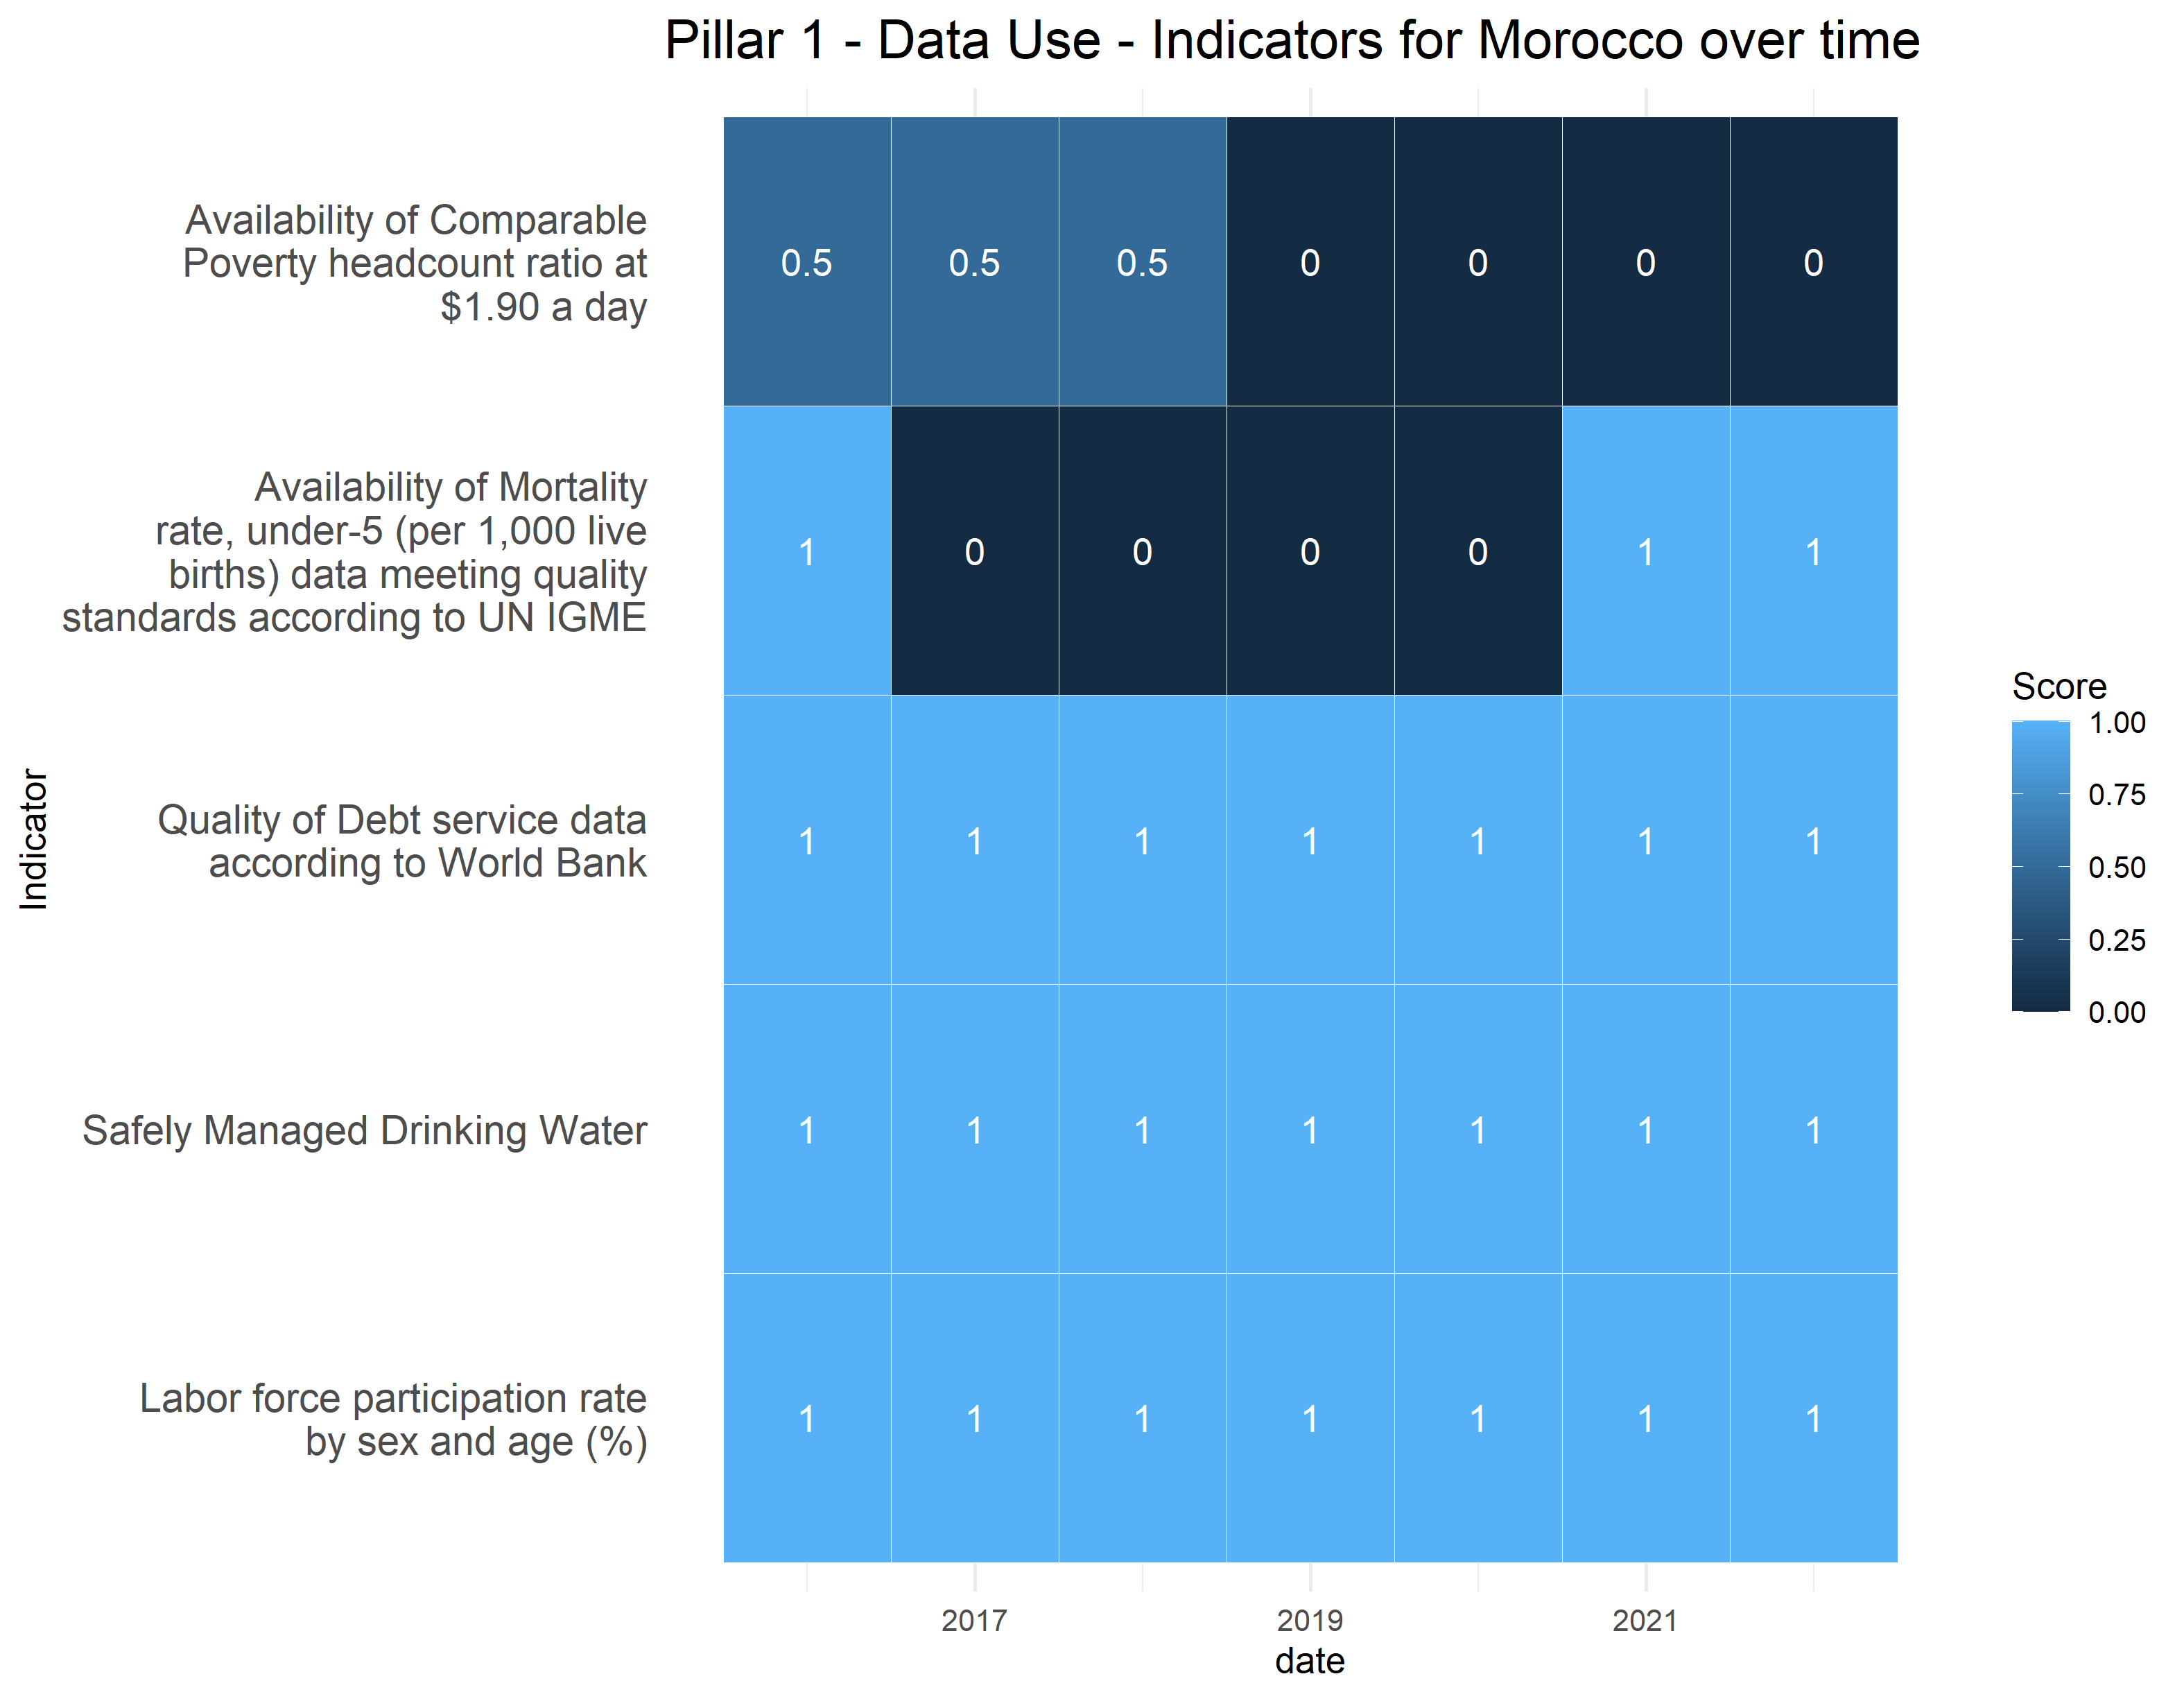 Pillar 1 - Data Use - Indicators for Morocco over time
Indicator
Availability of Comparable
Poverty headcount ratio at
$1.90 a day
0.5 0.5 0.5 0 0 0 0
Availability of Mortality
rate, under-5 (per 1,000 live
births) data meeting quality
standards according to UN IGME
1 0 0 0 0 1 1
Quality of Debt service data
according to World Bank
1 1 1 1 1 1 1
Safely Managed Drinking Water
1 1 1 1 1 1 1
Labor force participation rate
by sex and age (%)
1 1 1 1 1 1 1
2017 2019 2021
date
Score
1.00
0.75
0.50
0.25
0.00